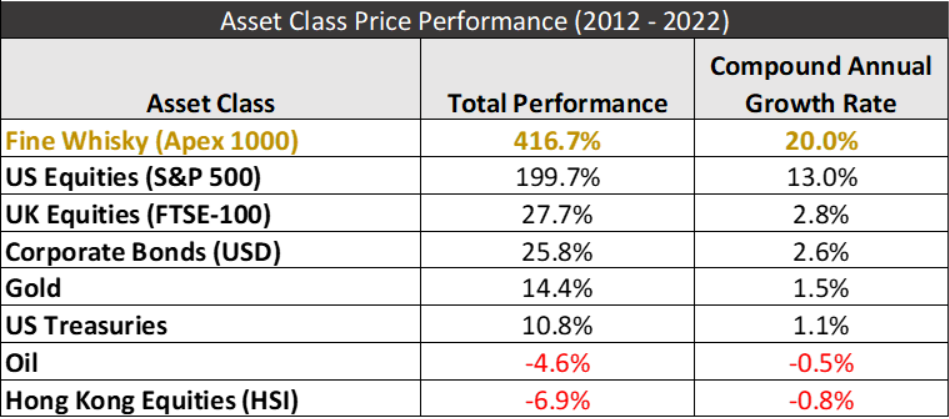 Asset Class Price Performance (2012 - 2022)
Asset Class Total Performance Compound Annual Growth Rate
Fine Whisky (Apex 1000) 416.7% 20.0%
US Equities (S&P 500) 199.7% 13.0%
UK Equities (FTSE-100) 27.7% 2.8%
Corporate Bonds (USD) 25.8% 2.6%
Gold 14.4% 1.5%
US Treasuries 10.8% 1.1%
Oil -4.6% -0.5%
Hong Kong Equities (HSI) -6.9% -0.8%